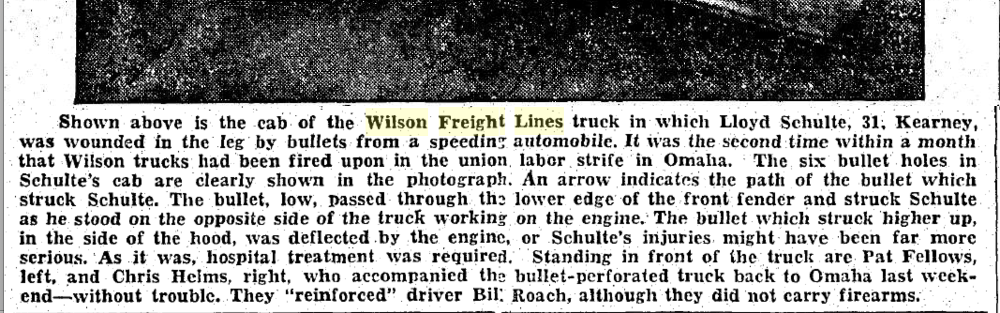 Shown above is the cab of the Wilson Freight Lines truck in which Lloyd Schulte, 31, Kearney,
was wounded in the leg by bullets from a speeding automobile. It was the second time within a month
that Wilson trucks had been fired upon in the union labor strife in Omaha. The six bullet holes in
Schulte's cab are clearly shown in the photograph. An arrow indicates the path of the bullet which
struck Schulte. The bullet, low, passed through the lower edge of the front fender and struck Schulte
as he stood on the opposite side of the truck working on the engine. The bullet which struck higher up,
in the side of the hood, was deflected by the engine, or Schulte's injuries might have been far more
serious. As it was, hospital treatment was required. Standing in front of the truck are Pat Fellows,
left, and Chris Helms, right, who accompanied the bullet-perforated truck back to Omaha last week-
end—without trouble. They "reinforced" driver Bill Roach, although they did not carry firearms.